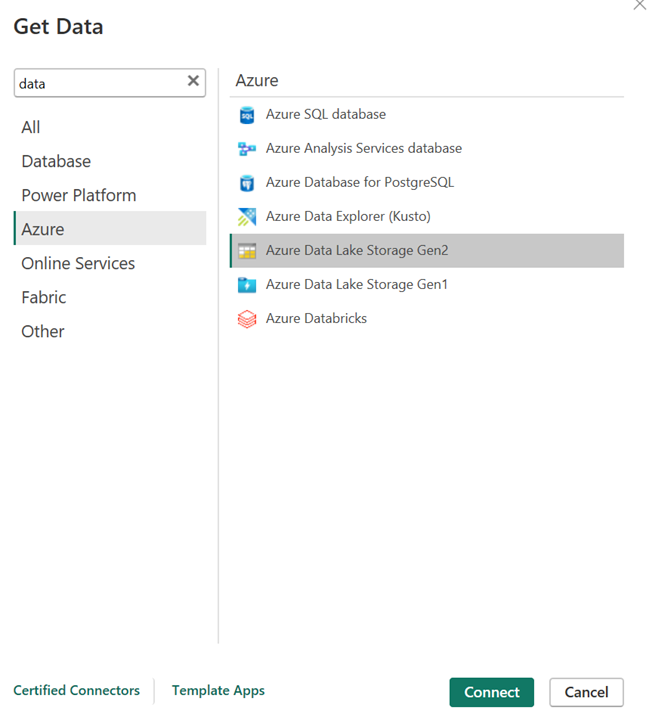 Get Data
data
All
Database
Power Platform
Azure
Online Services
Fabric
Other
Azure
SQL
Azure SQL database
Azure Analysis Services database
Azure Database for PostgreSQL
Azure Data Explorer (Kusto)
Azure Data Lake Storage Gen2
Azure Data Lake Storage Gen1
Azure Databricks
Certified Connectors
Template Apps
Connect
Cancel